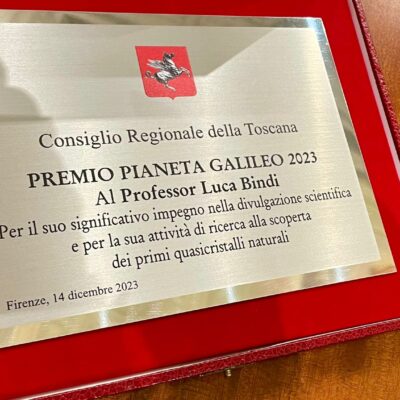 Consiglio Regionale della Toscana
PREMIO PIANETA GALILEO 2023
Al Professor Luca Bindi
Per il suo significativo impegno nella divulgazione scientifica
e per la sua attività di ricerca alla scoperta
dei primi quasicristalli naturali
Firenze, 14 dicembre 2023